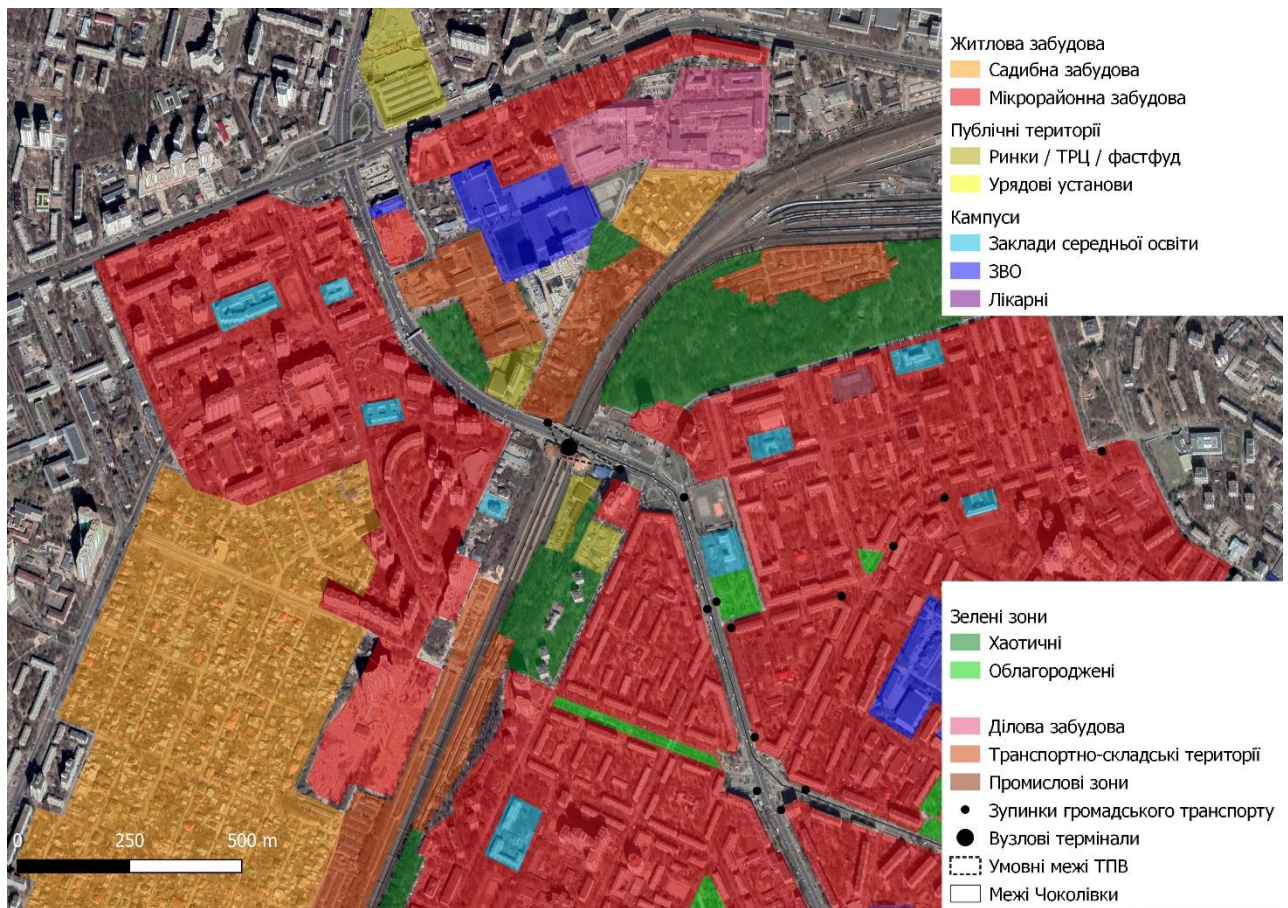 Житлова забудова
Садибна забудова
Мікрорайонна забудова
Публічні території
Ринки / ТРЦ / фастфуд
Урядові установи
Кампуси
Заклади середньої освіти
ЗВО
Лікарні
Зелені зони
Хаотичні
Облагороджені
Ділова забудова
Транспортно-складські території
Промислові зони
Зупинки громадського транспорту
Вузлові термінали
Умовні межі ТПВ
Межі Чоколівки
0 250 500 m